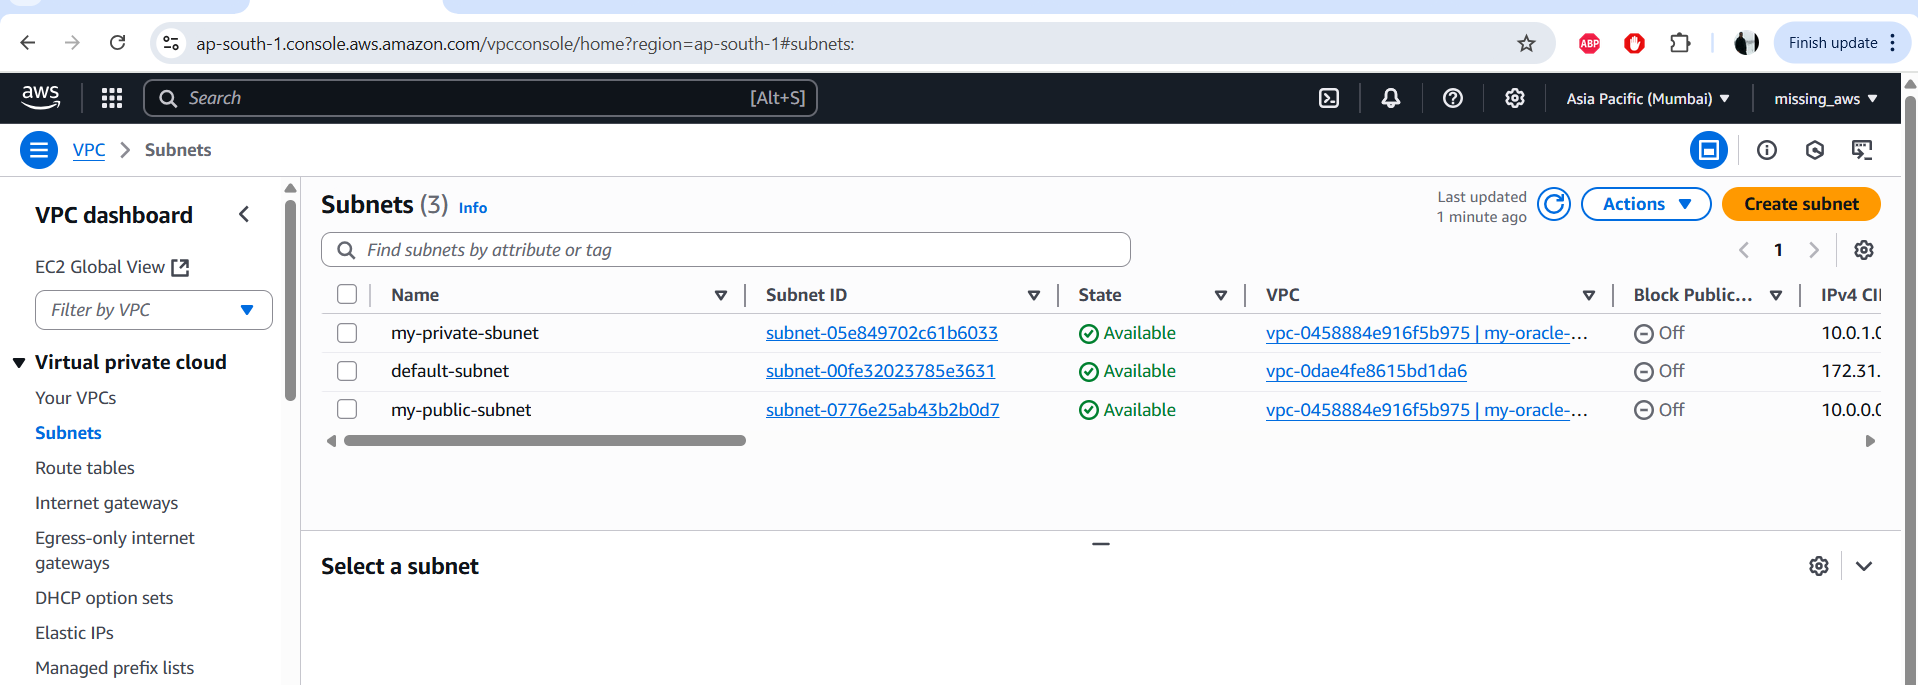 ap-south-1.console.aws.amazon.com/vpcconsole/home?region=ap-south-1#subnets:
ABP
Finish update
aws
Search
[Alt+S]
Asia Pacific (Mumbai)
missing_aws
VPC
Subnets
VPC dashboard
EC2 Global View
Filter by VPC
Virtual private cloud
Your VPCs
Subnets
Route tables
Internet gateways
Egress-only internet
gateways
DHCP option sets
Elastic IPs
Managed prefix lists
Subnets (3) Info
Last updated
1 minute ago
Actions
Create subnet
Find subnets by attribute or tag
1
Name Subnet ID State VPC Block Public... IPv4 CI
my-private-sbunet subnet-05e849702c61b6033 Available vpc-0458884e916f5b975 | my-oracle-... Off 10.0.1.0
default-subnet subnet-00fe32023785e3631 Available vpc-0dae4fe8615bd1da6 Off 172.31.
my-public-subnet subnet-0776e25ab43b2b0d7 Available vpc-0458884e916f5b975 | my-oracle-... Off 10.0.0.0
Select a subnet